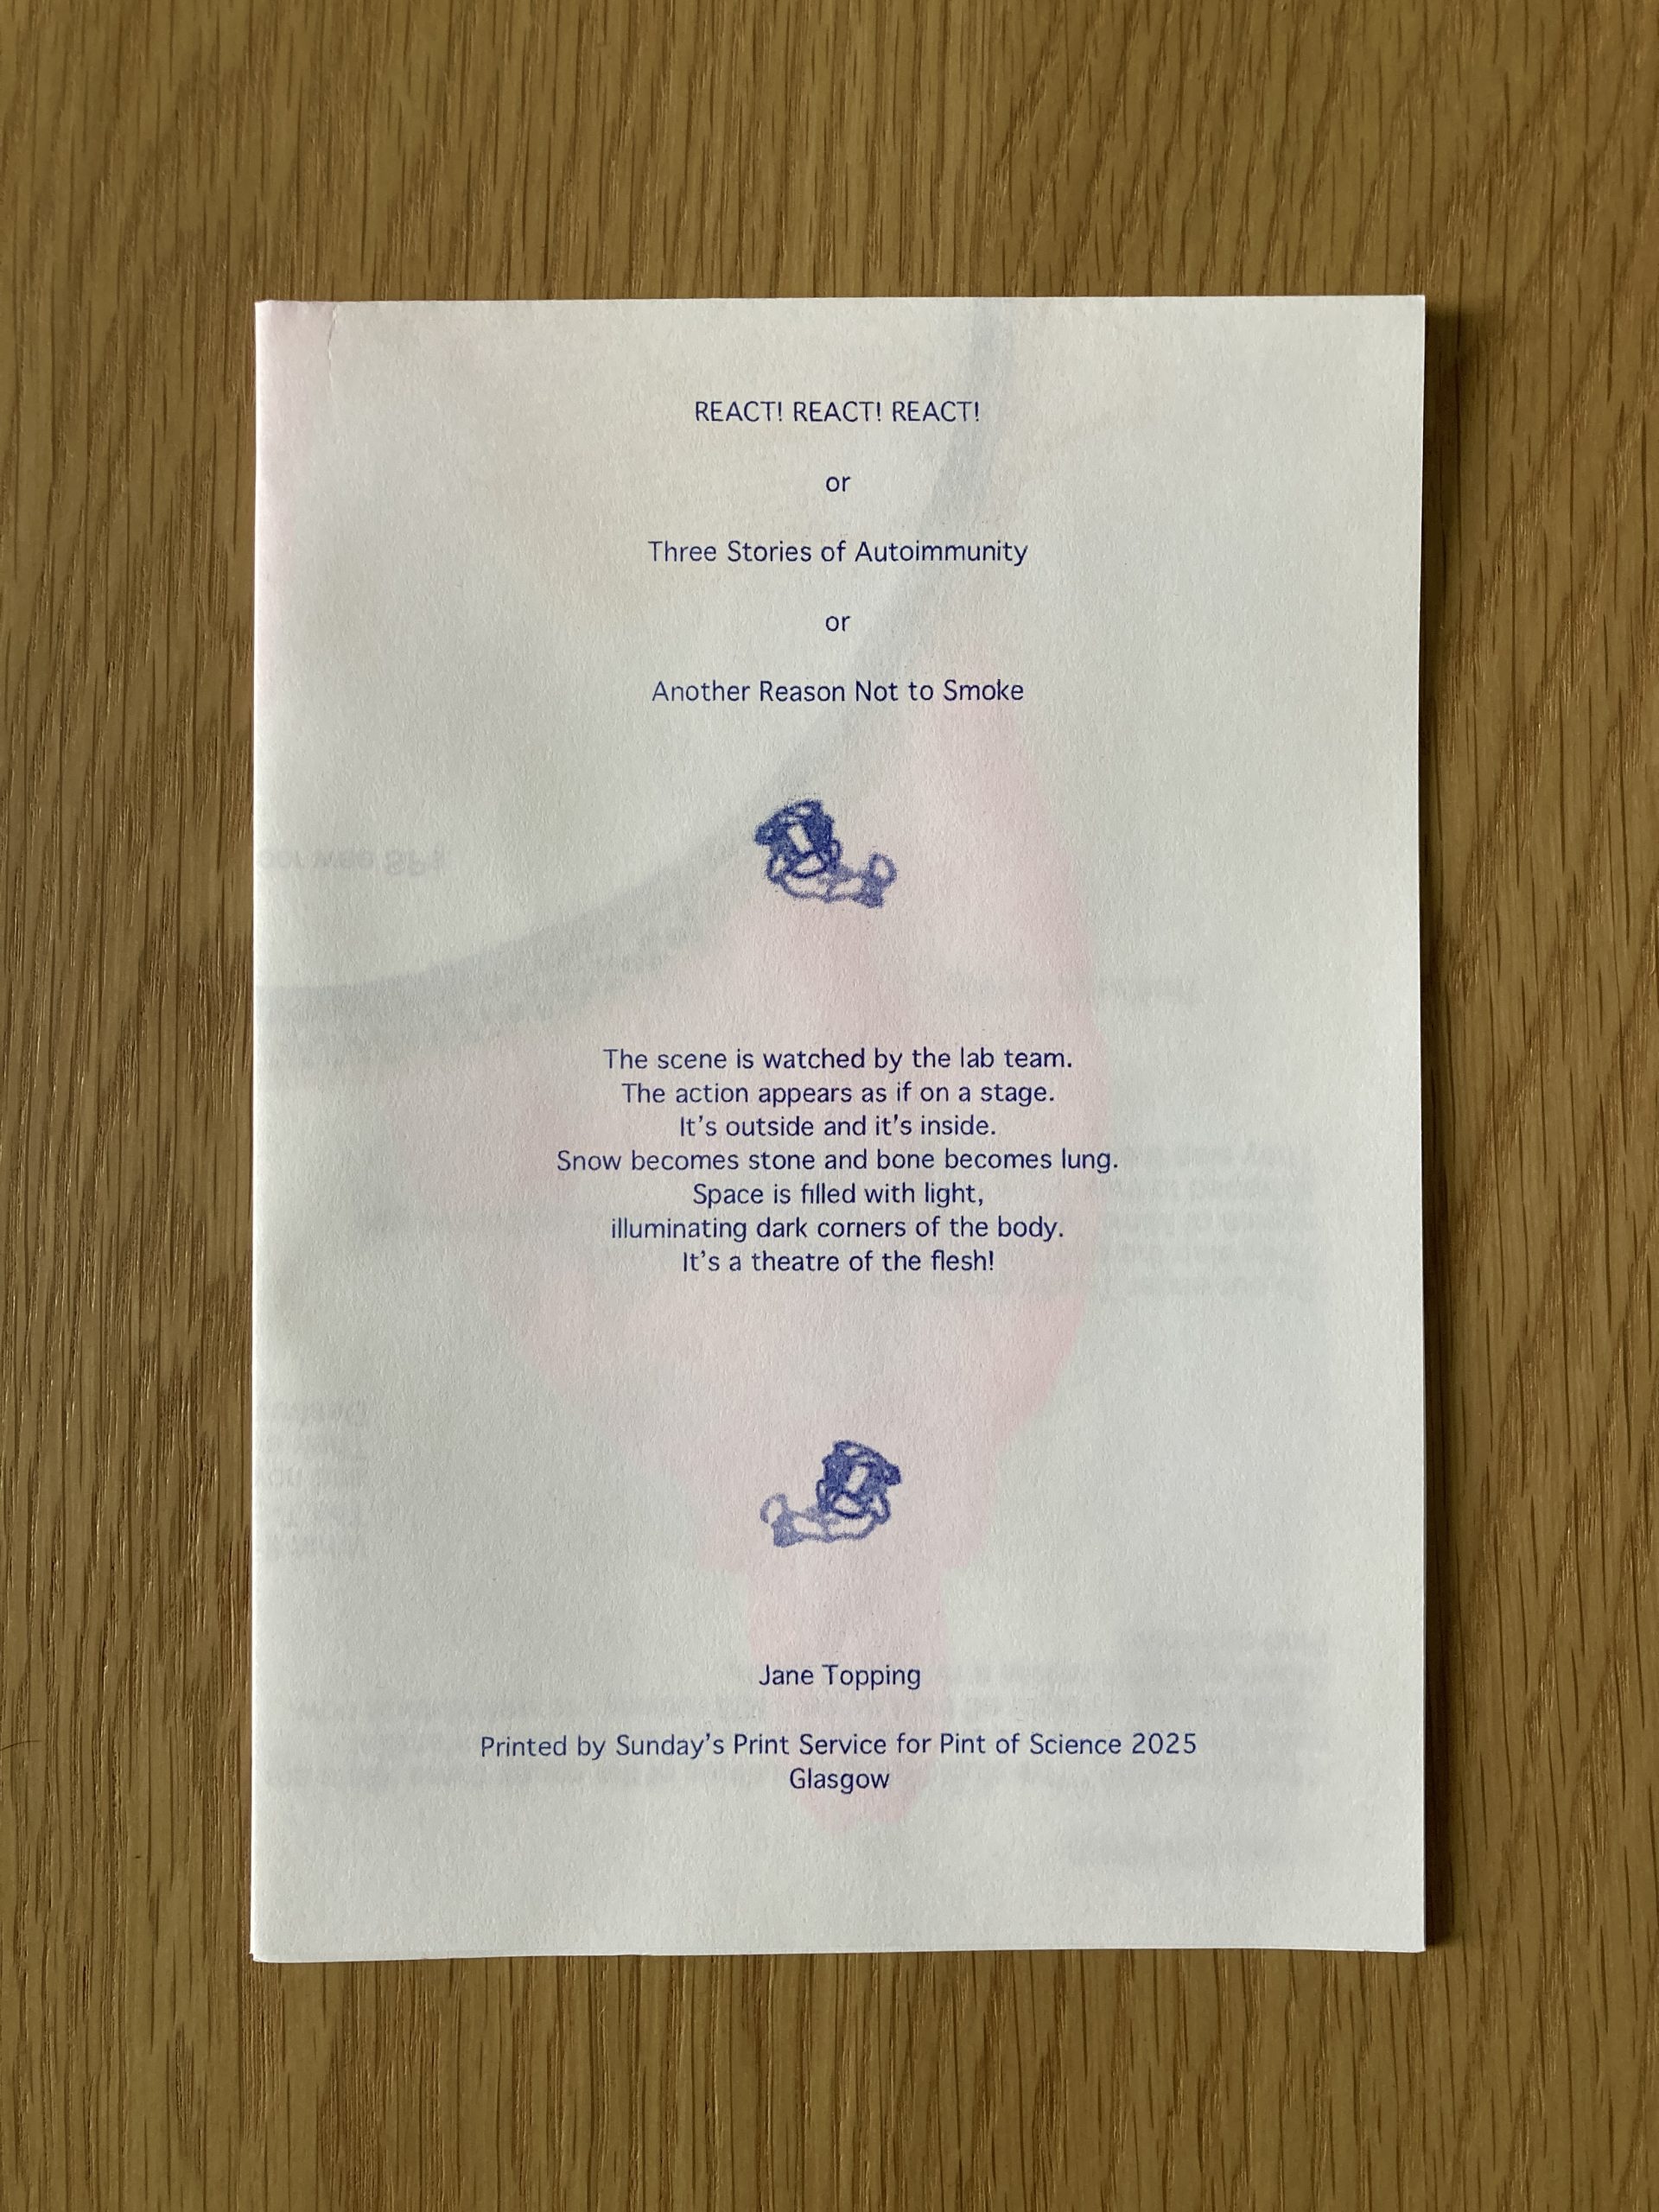 REACT! REACT! REACT!
or
Three Stories of Autoimmunity
or
Another Reason Not to Smoke
The scene is watched by the lab team.
The action appears as if on a stage.
It’s outside and it’s inside.
Snow becomes stone and bone becomes lung.
Space is filled with light,
illuminating dark corners of the body.
It’s a theatre of the flesh!
Jane Topping
Printed by Sunday’s Print Service for Pint of Science 2025
Glasgow